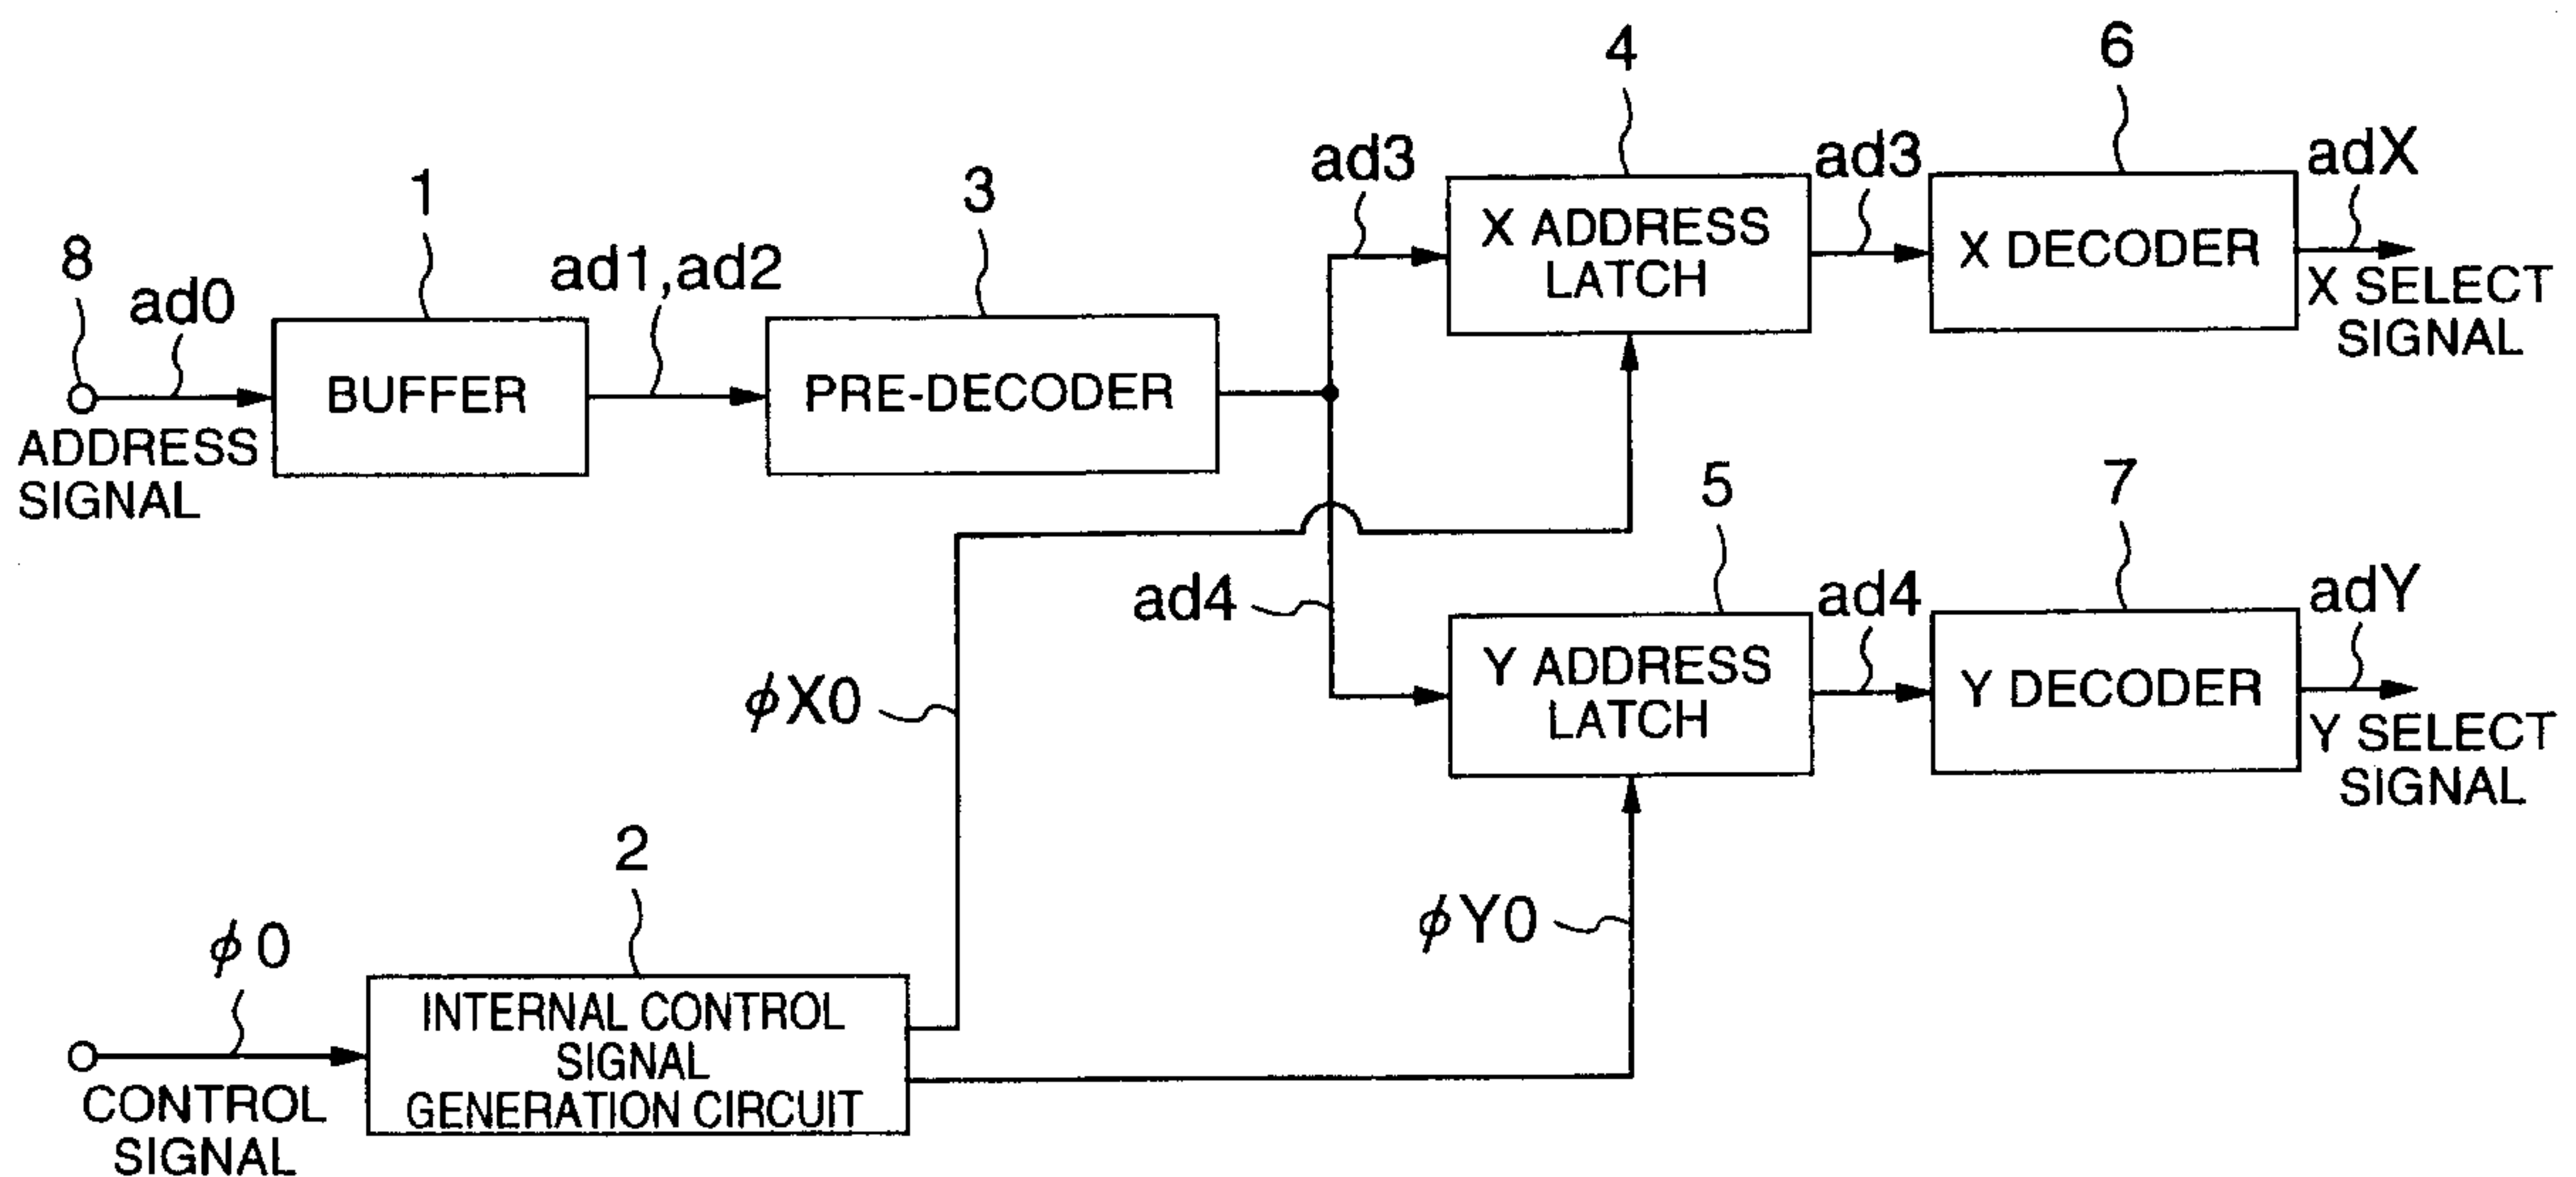 4
6
ad3
ad3
adX
1
3
X ADDRESS
LATCH
X DECODER
8
ad0
ad1,ad2
X SELECT
SIGNAL
BUFFER
PRE-DECODER
ADDRESS
SIGNAL
5
7
ad4
ad4
adY
Y ADDRESS
LATCH
Y DECODER
ϕX0
Y SELECT
SIGNAL
2
ϕY0
ϕ0
INTERNAL CONTROL
SIGNAL
GENERATION CIRCUIT
CONTROL
SIGNAL